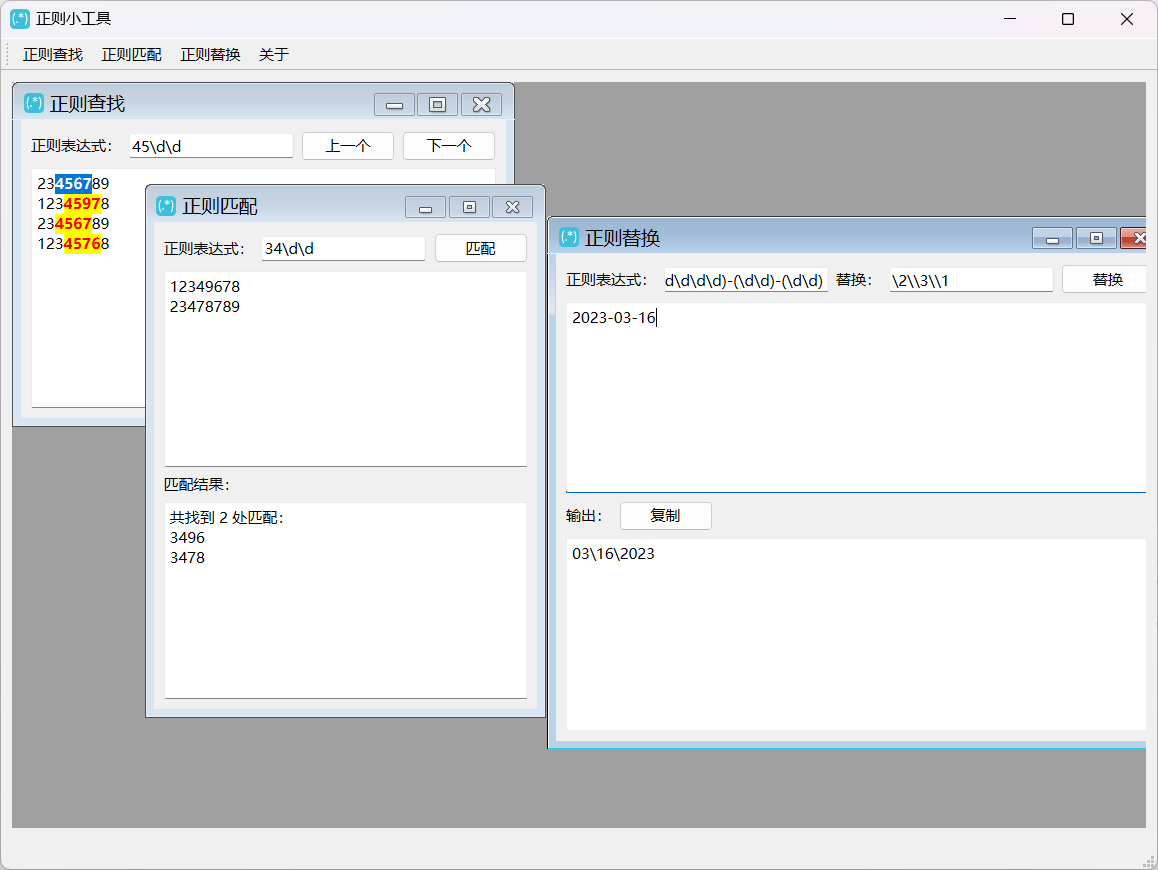 (.*) 正则小工具
正则查找 正则匹配 正则替换 关于
(.*) 正则查找
正则表达式： 45\d\d 上一个 下一个
23456789
12345978
23456789
12345768
(.*) 正则匹配
正则表达式： 34\d\d 匹配
12349678
23478789
匹配结果：
共找到 2 处匹配：
3496
3478
(.*) 正则替换
正则表达式： d\d\d\d)-(\d\d)-(\d\d) 替换： \2\\3\\1 替换
2023-03-16
输出： 复制
03\16\2023